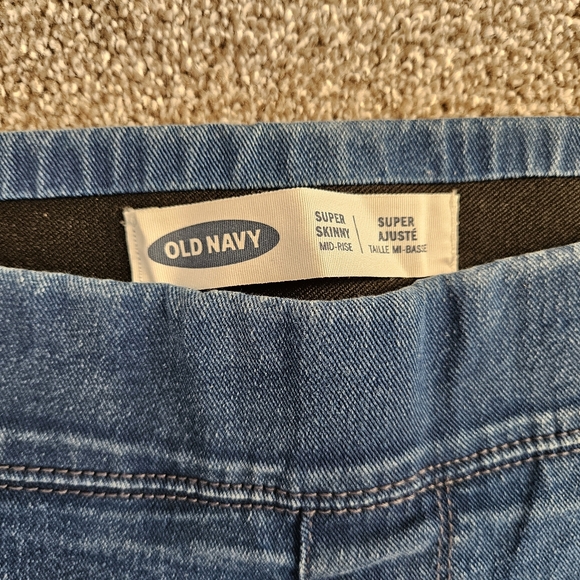 OLD NAVY
SUPER
SKINNY
MID-RISE
SUPER
AJUSTÉ
TAILLE MI-BASSE